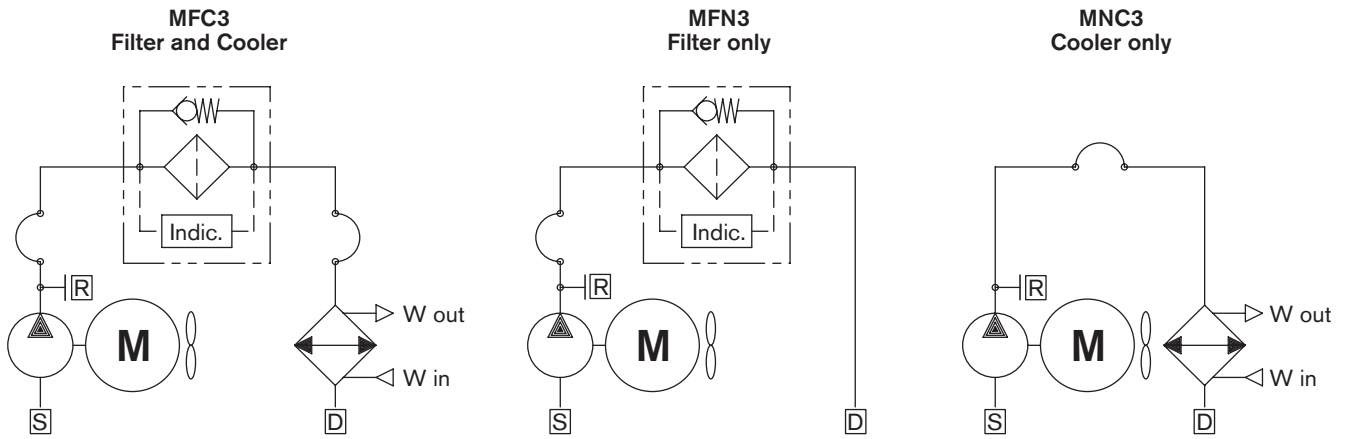 MFC3
Filter and Cooler
Indic.
R
M
W out
W in
S
D
MFN3
Filter only
Indic.
R
M
S
D
MNC3
Cooler only
R
M
W out
W in
S
D